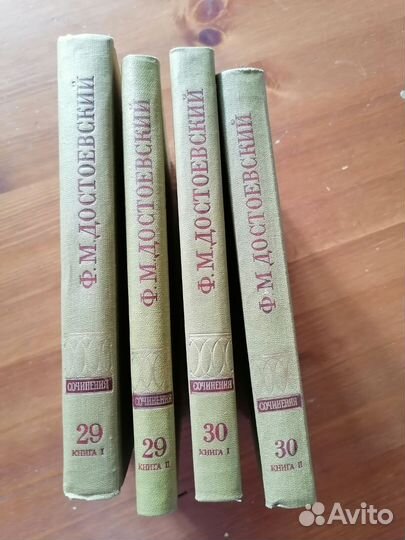 Ф. М. ДОСТОЕВСКИЙ
СОЧИНЕНИЯ
29
КНИГА I
Ф. М. ДОСТОЕВСКИЙ
СОЧИНЕНИЯ
29
КНИГА II
Ф. М. ДОСТОЕВСКИЙ
СОЧИНЕНИЯ
30
КНИГА I
Ф. М. ДОСТОЕВСКИЙ
СОЧИНЕНИЯ
30
КНИГА II
Avito